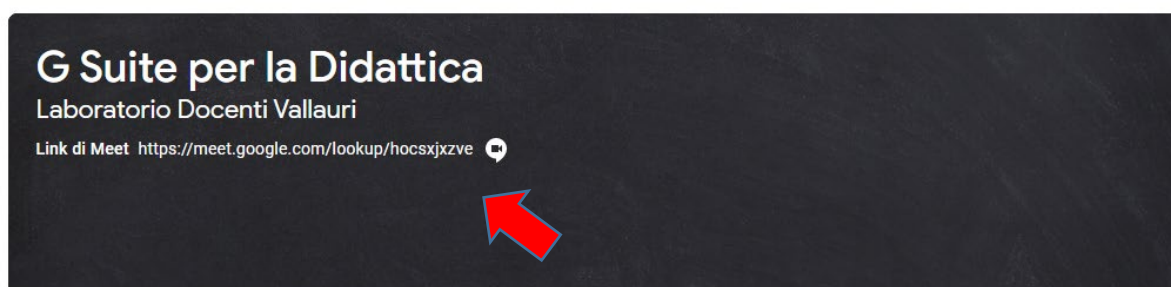 G Suite per la Didattica
Laboratorio Docenti Vallauri
Link di Meet https://meet.google.com/lookup/hocsxjxzve